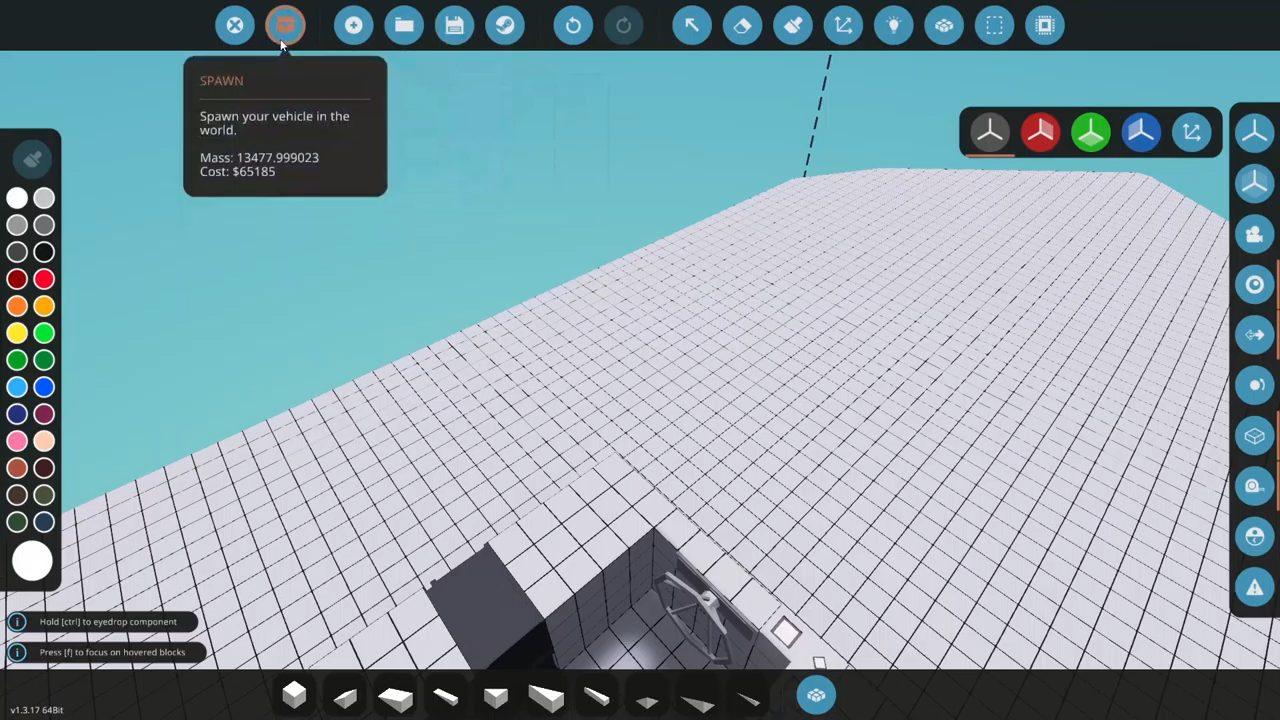 SPAWN
Spawn your vehicle in the
world.
Mass: 13477.999023
Cost: $65185
Hold [ctrl] to eyedrop component
Press [f] to focus on hovered blocks
v1.3.17 64Bit